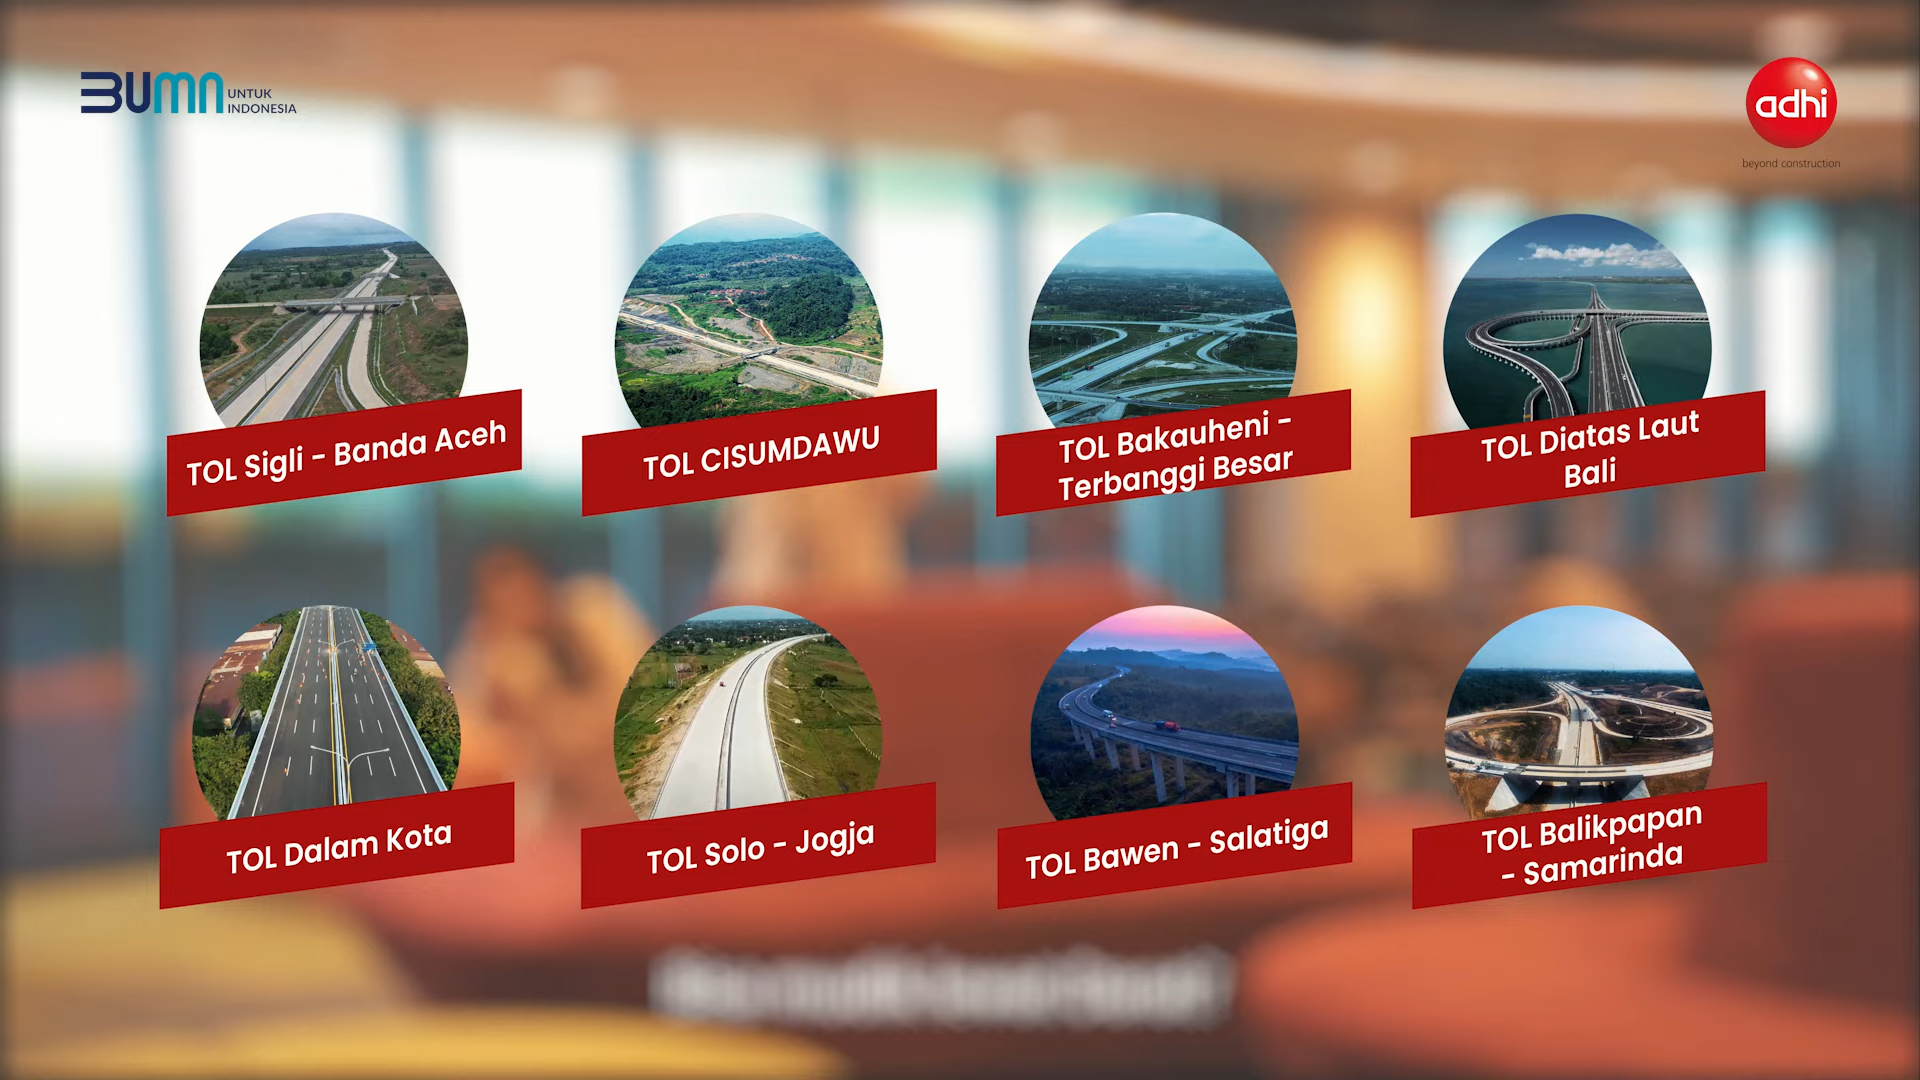 BUMN UNTUK
INDONESIA
adhi
beyond construction
TOL Sigli - Banda Aceh
TOL CISUMDAWU
TOL Bakauheni -
Terbanggi Besar
TOL Diatas Laut
Bali
TOL Dalam Kota
TOL Solo - Jogja
TOL Bawen - Salatiga
TOL Balikpapan
- Samarinda